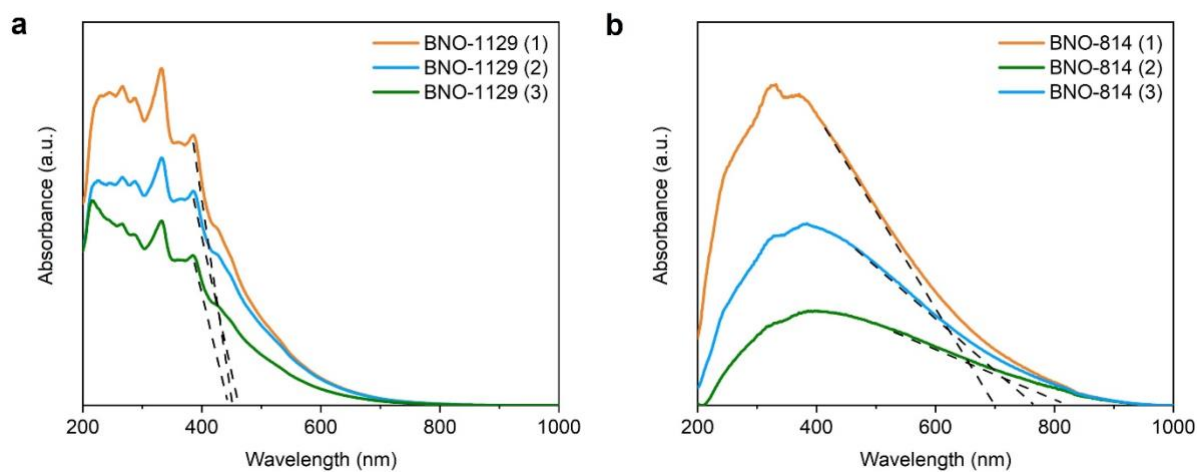 a
BNO-1129 (1)
BNO-1129 (2)
BNO-1129 (3)
Absorbance (a.u.)
200 400 600 800 1000
Wavelength (nm)
b
BNO-814 (1)
BNO-814 (2)
BNO-814 (3)
Absorbance (a.u.)
200 400 600 800 1000
Wavelength (nm)